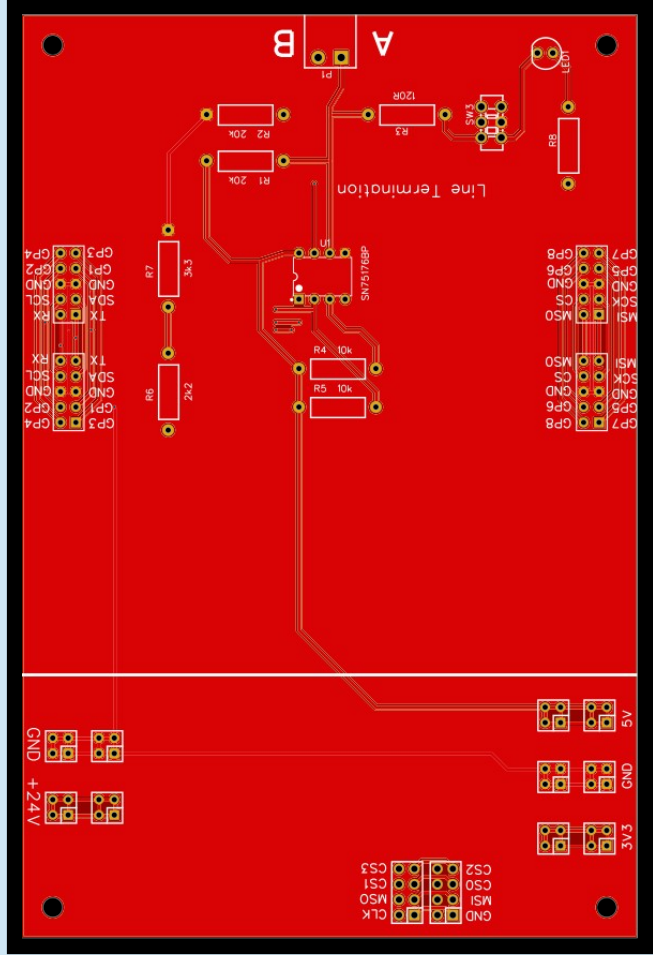 B A
P1
LED1
120R
R3
SW3
R2
20k
R8
R1
20k
Line Termination
U1
SN75176BP
R7
3k3
GP4 GP3
GP2 GP1
GND GND
SCL SDA
RX TX
GP8 GP7
GP6 GP5
GND GND
CS SCK
MSO MSI
R4 10k
R5 10k
R6
2k2
RX TX
SCL SDA
GND GND
GP2 GP1
GP4 GP3
MSO MSI
CS SCK
GND GND
GP6 GP5
GP8 GP7
5V
GND
GND
+24V
3V3
CS3 CS2
CS1 CS0
MSO MSI
CLK GND